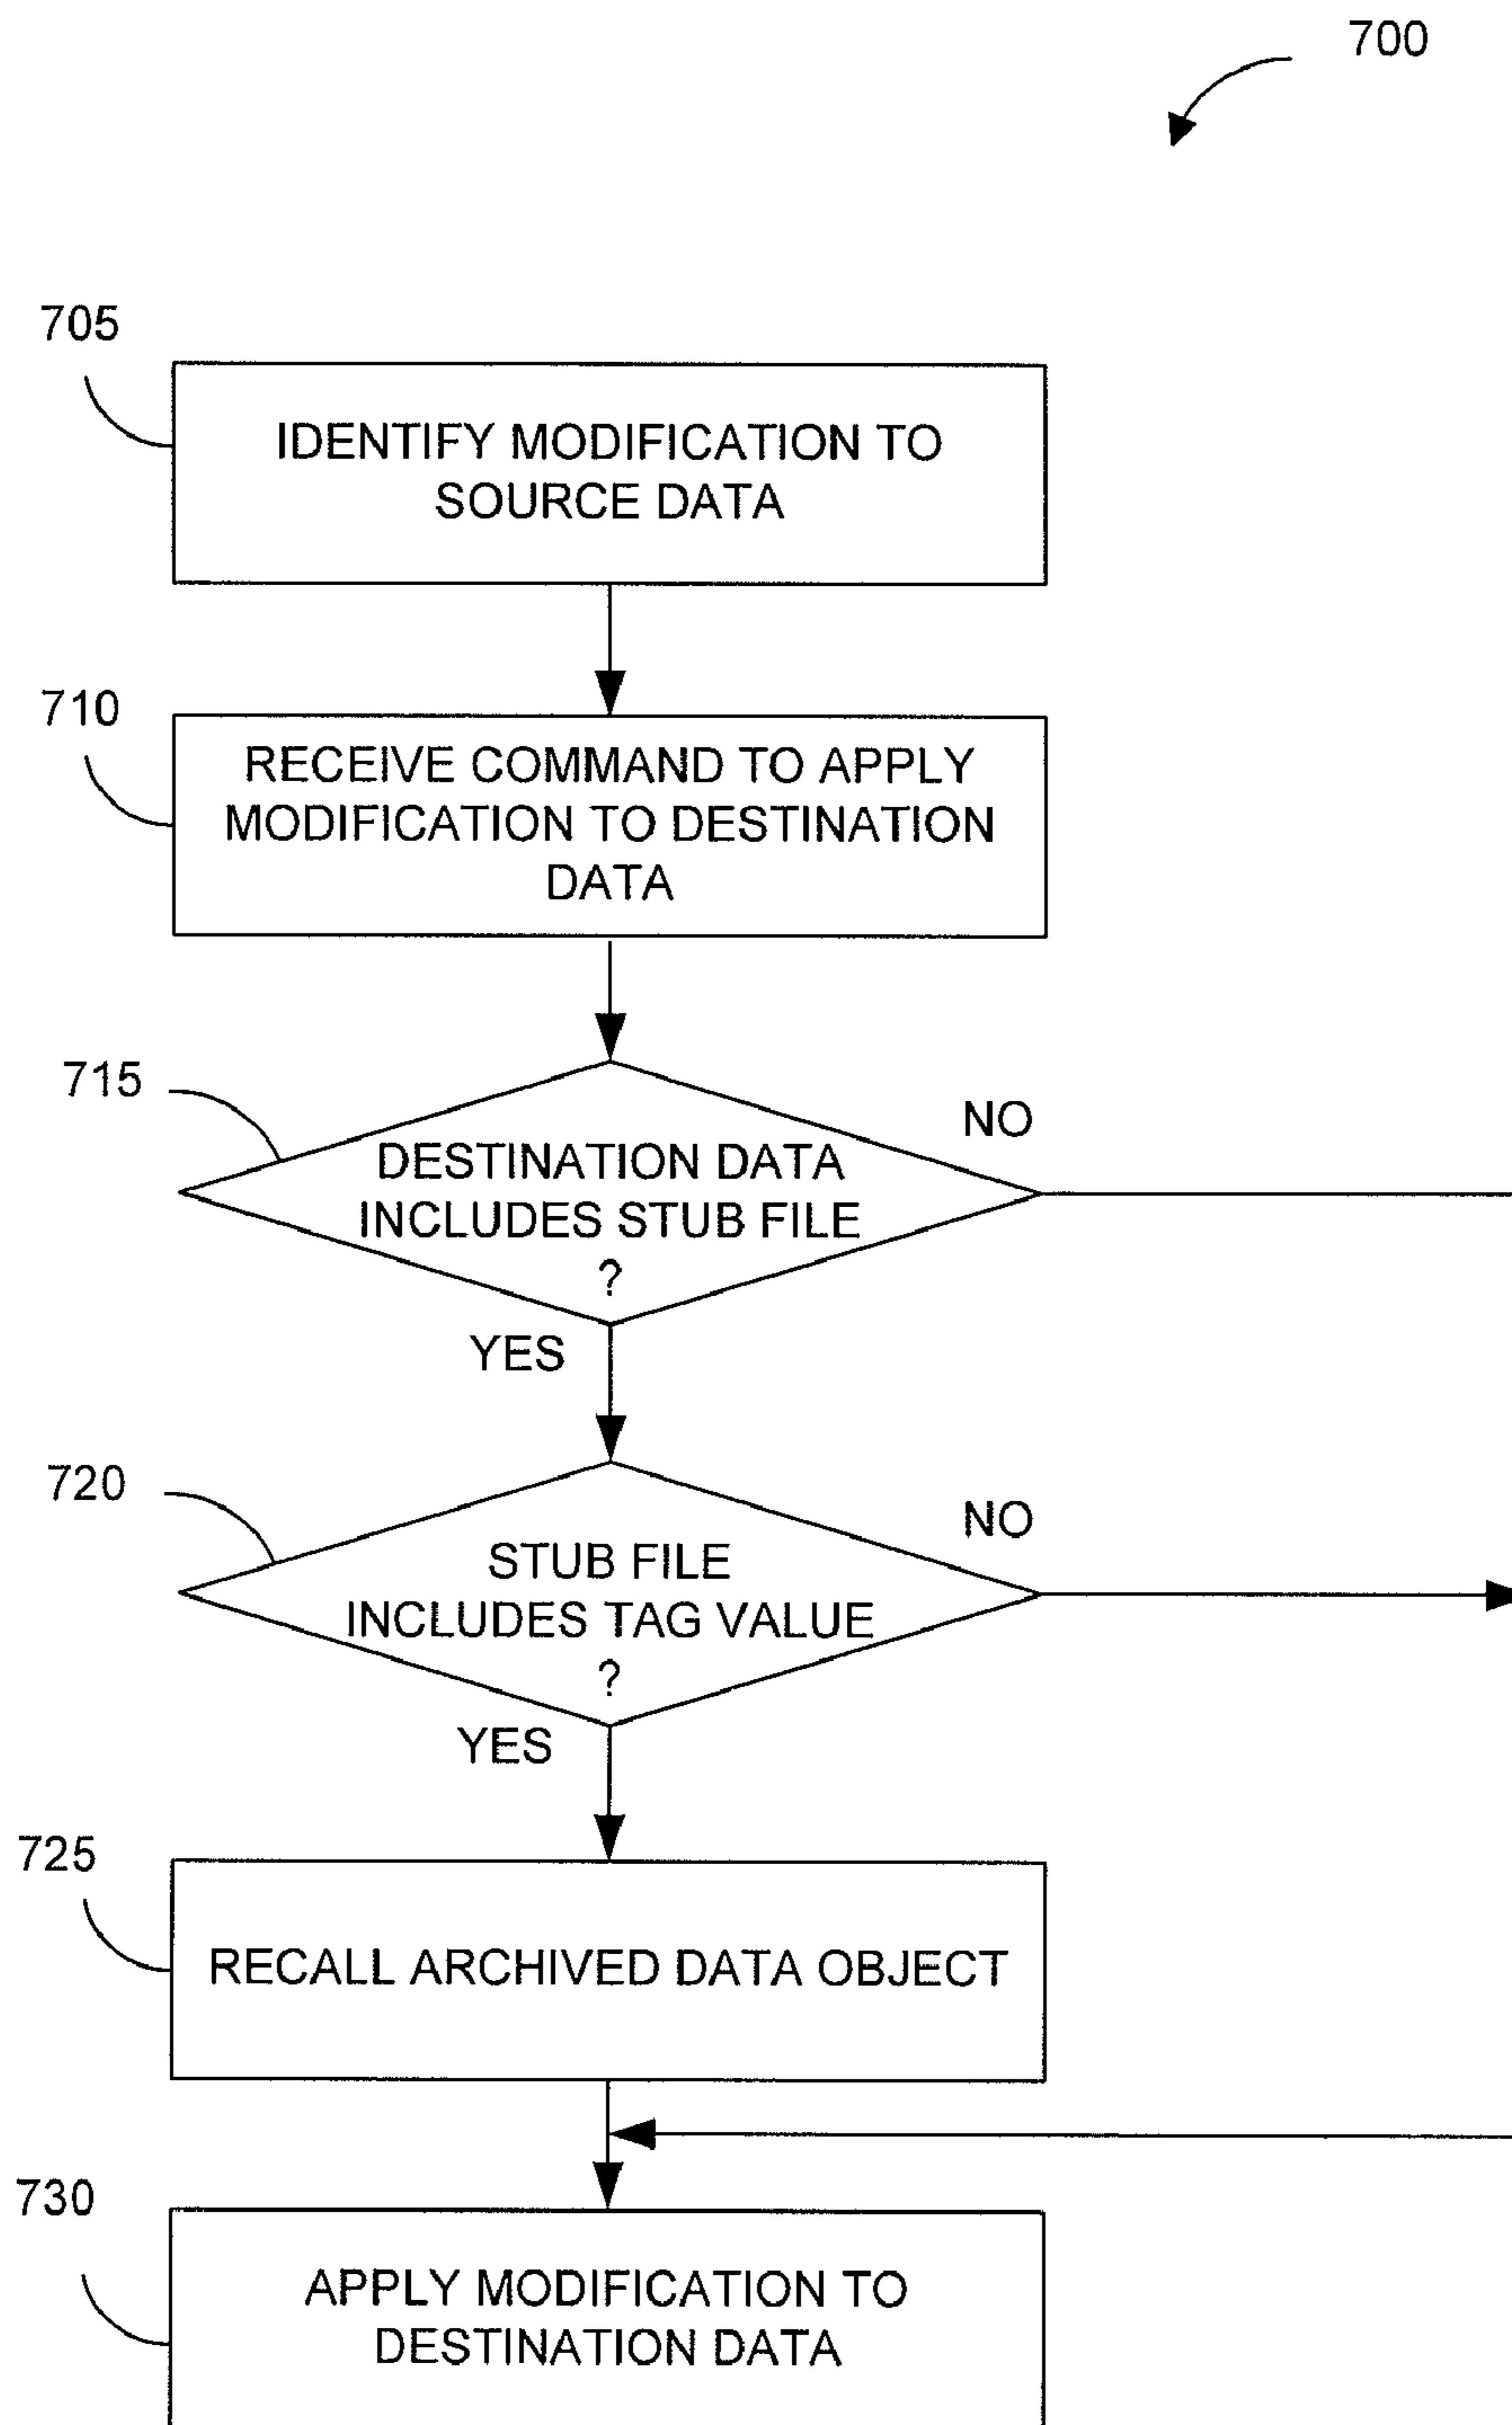 700
705
IDENTIFY MODIFICATION TO
SOURCE DATA
710
RECEIVE COMMAND TO APPLY
MODIFICATION TO DESTINATION
DATA
715
DESTINATION DATA
INCLUDES STUB FILE
?
NO
YES
720
STUB FILE
INCLUDES TAG VALUE
?
NO
YES
725
RECALL ARCHIVED DATA OBJECT
730
APPLY MODIFICATION TO
DESTINATION DATA